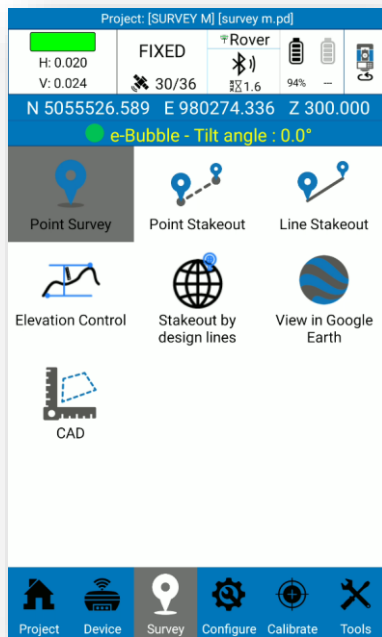 Project: [SURVEY M] [survey m.pd]
H: 0.020
V: 0.024
FIXED
30/36
Rover
1.6
94%
–
N 5055526.589 E 980274.336 Z 300.000
e-Bubble - Tilt angle : 0.0°
Point Survey
Point Stakeout
Line Stakeout
Elevation Control
Stakeout by
design lines
View in Google
Earth
CAD
Project
Device
Survey
Configure
Calibrate
Tools